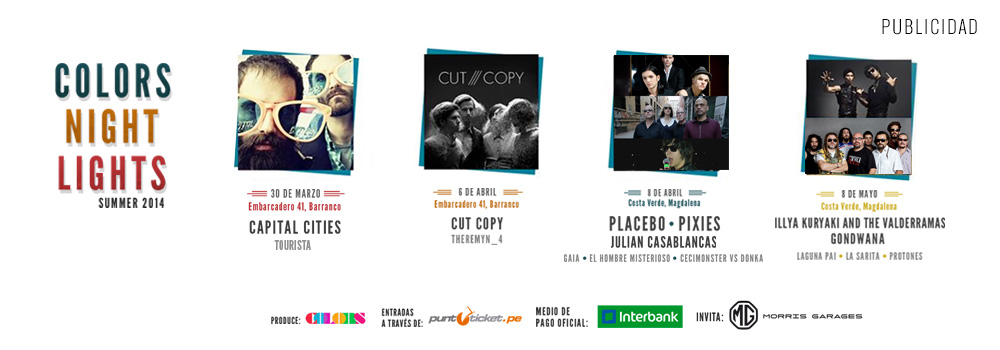 PUBLICIDAD
COLORS
NIGHT
LIGHTS
SUMMER 2014
CUT///COPY
30 DE MARZO
Embarcadero 41, Barranco
CAPITAL CITIES
TOURISTA
6 DE ABRIL
Embarcadero 41, Barranco
CUT COPY
THEREMYN_4
8 DE ABRIL
Costa Verde, Magdalena
PLACEBO • PIXIES
JULIAN CASABLANCAS
GAIA • EL HOMBRE MISTERIOSO • CECIMONSTER VS DONKA
8 DE MAYO
Costa Verde, Magdalena
ILLYA KURYAKI AND THE VALDERRAMAS
GONDWANA
LAGUNA PAI • LA SARITA • PROTONES
PRODUCE: COLORS
ENTRADAS
A TRAVÉS DE: puntoticket.pe
MEDIO DE
PAGO OFICIAL: Interbank
INVITA: MG MORRIS GARAGES